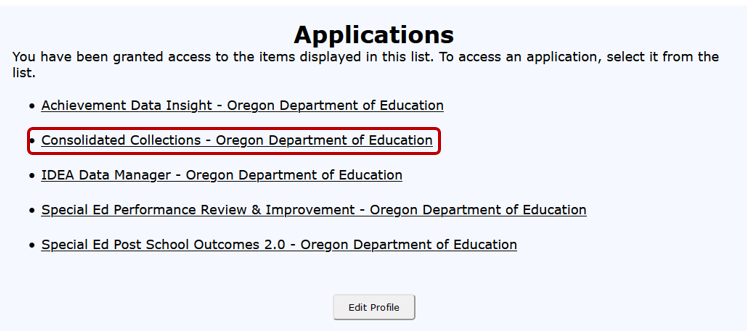 Applications
You have been granted access to the items displayed in this list. To access an application, select it from the
list.
• Achievement Data Insight - Oregon Department of Education
• Consolidated Collections - Oregon Department of Education
• IDEA Data Manager - Oregon Department of Education
• Special Ed Performance Review & Improvement - Oregon Department of Education
• Special Ed Post School Outcomes 2.0 - Oregon Department of Education
Edit Profile